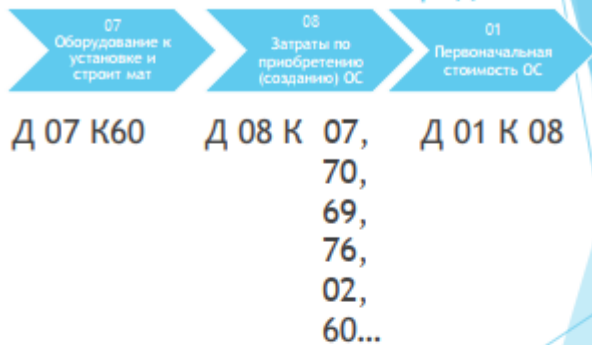 07
Оборудование к
установке и
строит мат
08
Затраты по
приобретению
(созданию) ОС
01
Первоначальная
стоимость ОС
Д 07 К60
Д 08 К 07,
70,
69,
76,
02,
60...
Д 01 К 08